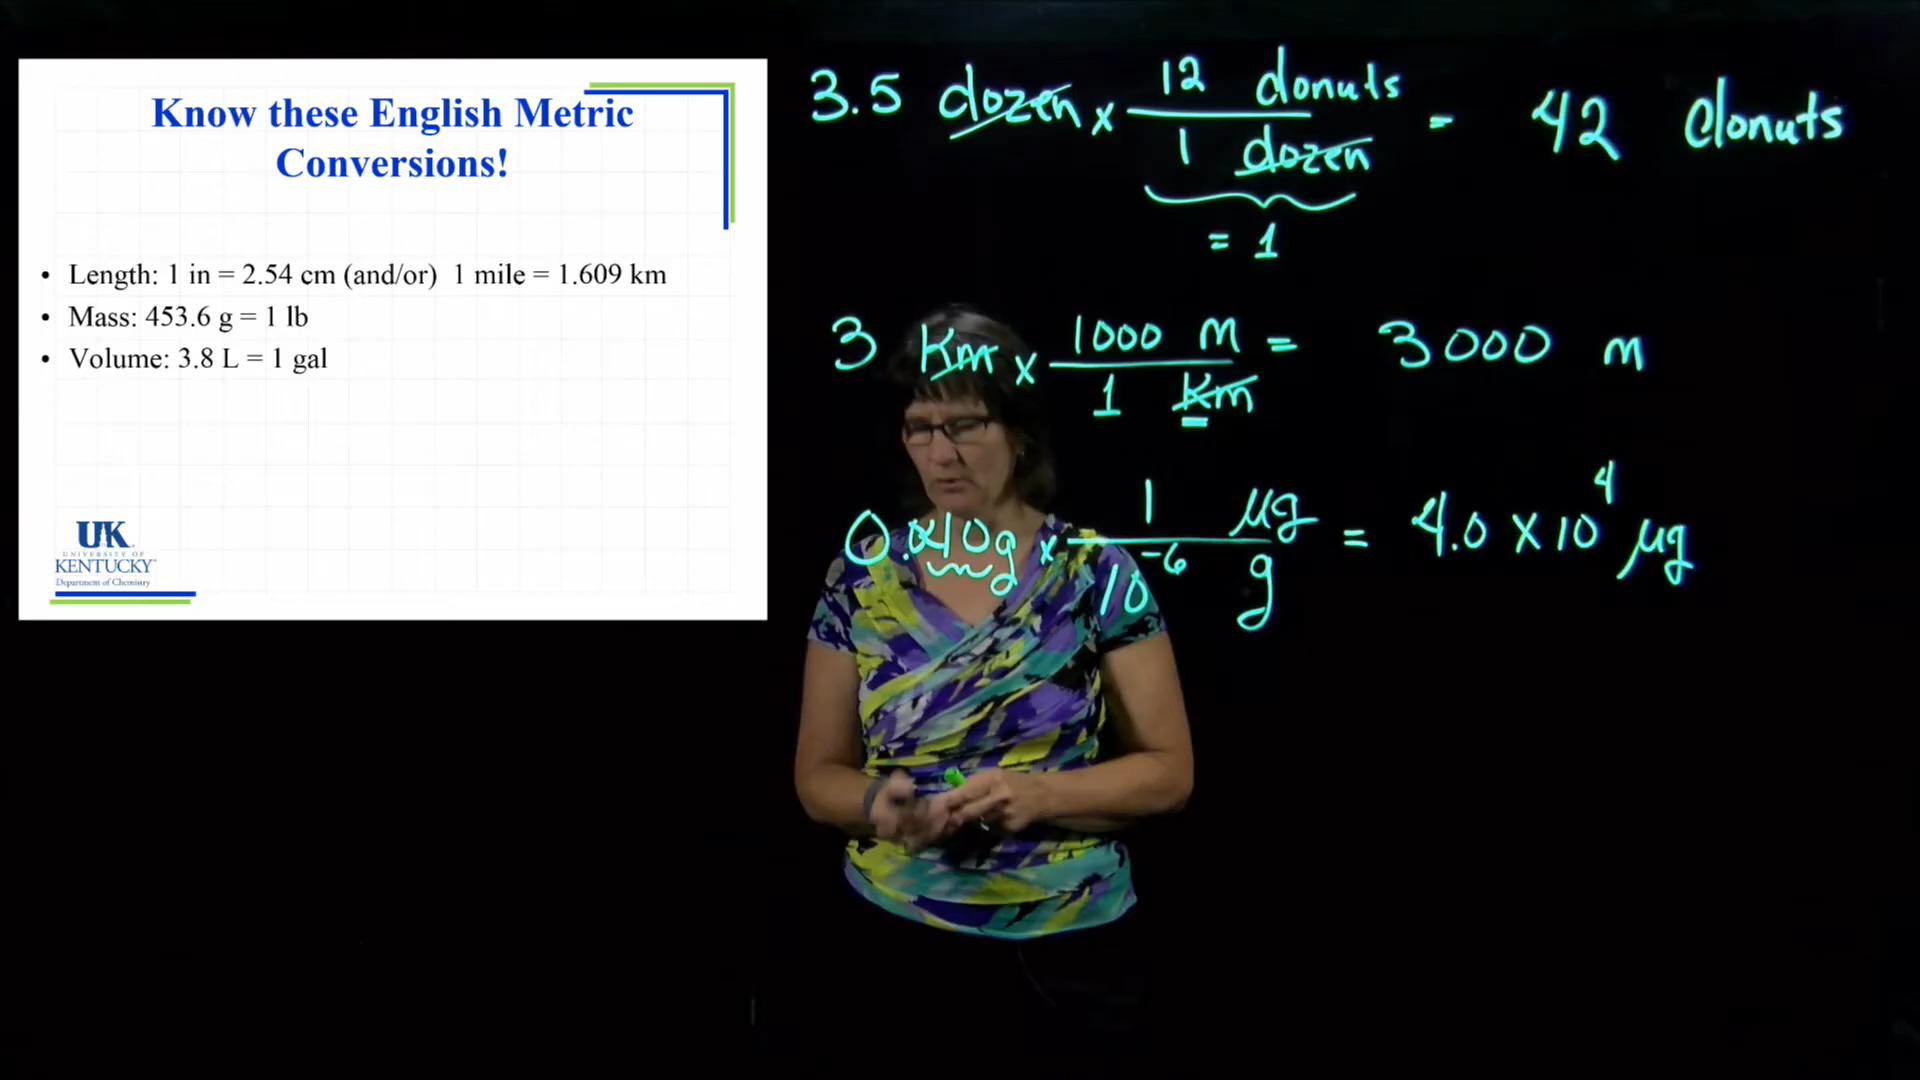 Know these English Metric
Conversions!
• Length: 1 in = 2.54 cm (and/or) 1 mile = 1.609 km
• Mass: 453.6 g = 1 lb
• Volume: 3.8 L = 1 gal
UK
UNIVERSITY OF
KENTUCKY
Department of Chemistry
3.5 dozen x 12 donuts / 1 dozen = 42 donuts
= 1
3 Km x 1000 m / 1 Km = 3000 m
0.040g x 1 µg / 10⁻⁶ g = 4.0 x 10⁴ µg